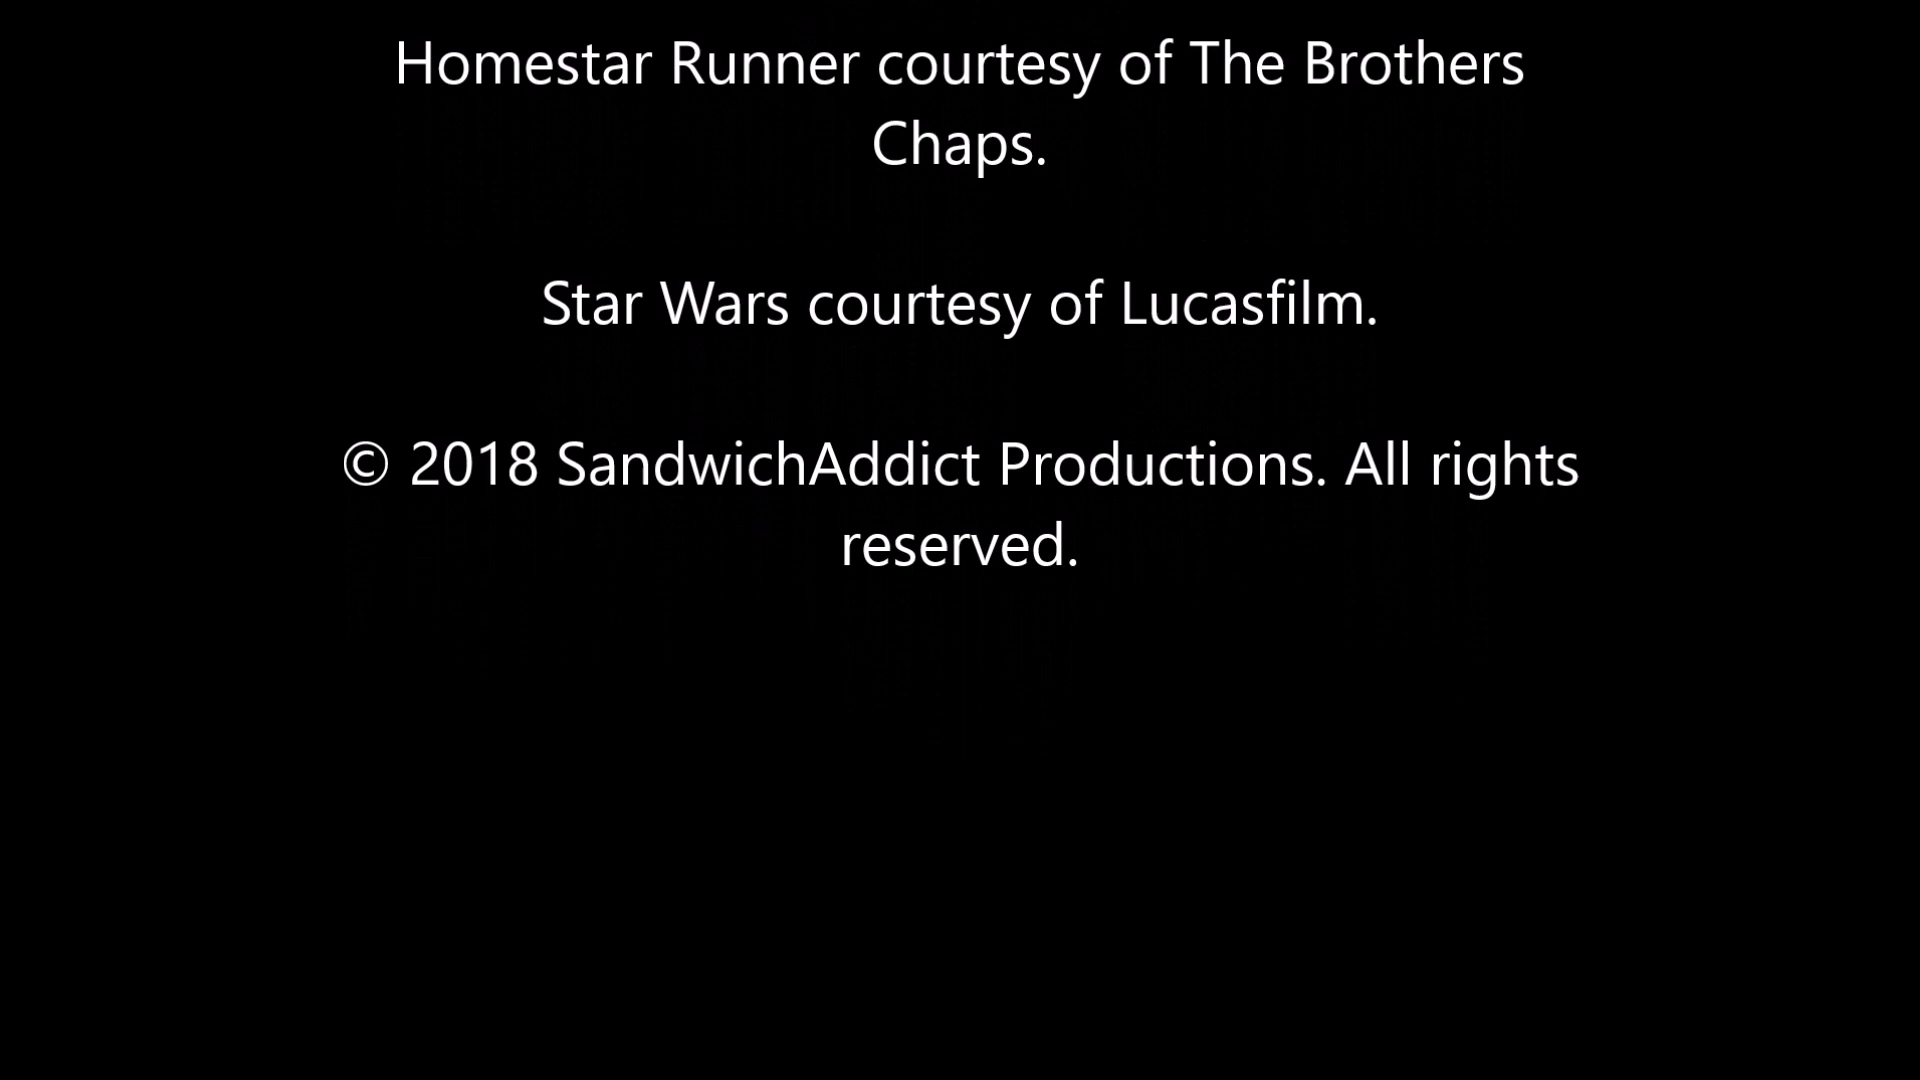 Homestar Runner courtesy of The Brothers
Chaps.
Star Wars courtesy of Lucasfilm.
© 2018 SandwichAddict Productions. All rights
reserved.